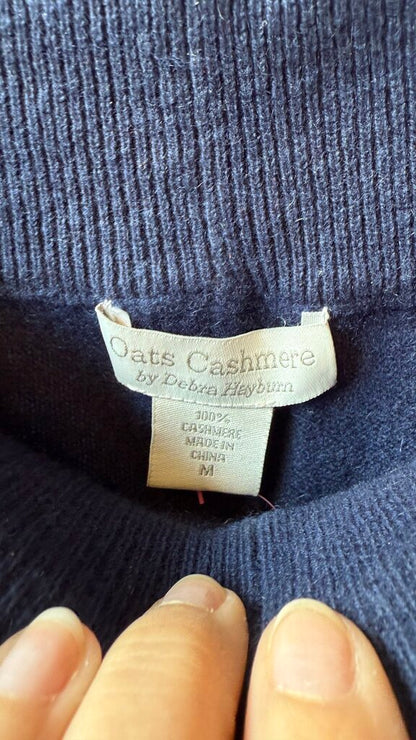 Oats Cashmere
by Debra Hayburn
100%
CASHMERE
MADE IN
CHINA
M